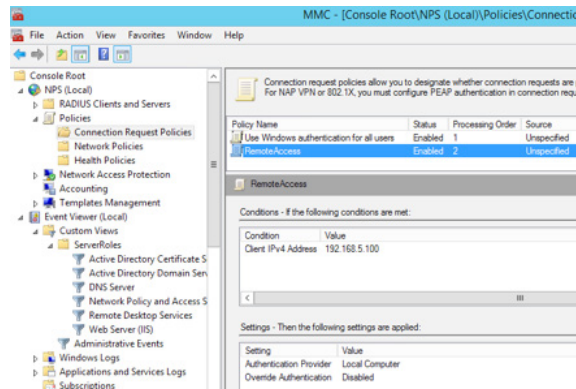 MMC - [Console Root\NPS (Local)\Policies\Connectic
File Action View Favorites Window Help
Console Root
NPS (Local)
RADIUS Clients and Servers
Policies
Connection Request Policies
Network Policies
Health Policies
Network Access Protection
Accounting
Templates Management
Event Viewer (Local)
Custom Views
ServerRoles
Active Directory Certificate S
Active Directory Domain Serv
DNS Server
Network Policy and Access S
Remote Desktop Services
Web Server (IIS)
Administrative Events
Windows Logs
Applications and Services Logs
Subscriptions
Connection request policies allow you to designate whether connection requests are
For NAP VPN or 802.1X, you must configure PEAP authentication in connection requ
Policy Name Status Processing Order Source
Use Windows authentication for all users Enabled 1 Unspecified
RemoteAccess Enabled 2 Unspecified
RemoteAccess
Conditions - If the following conditions are met:
Condition Value
Client IPv4 Address 192.168.5.100
Settings - Then the following settings are applied:
Setting Value
Authentication Provider Local Computer
Override Authentication Disabled